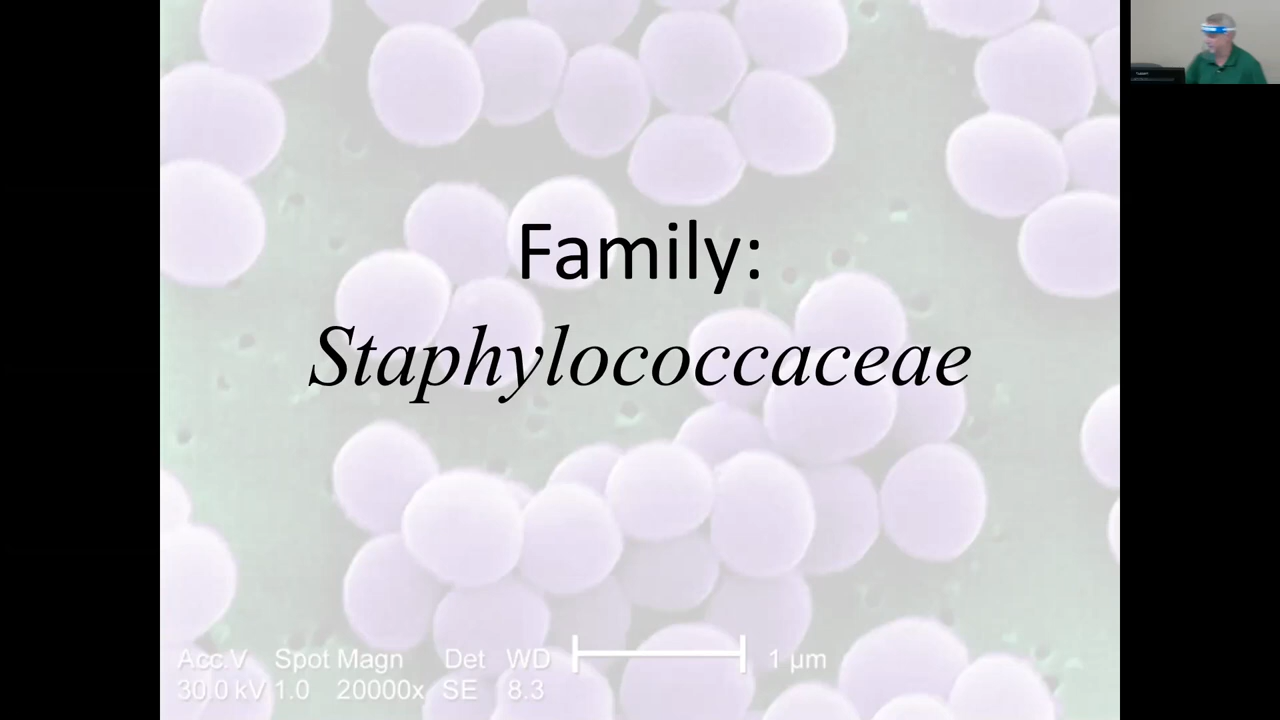 Family:
Staphylococcaceae
Acc.V Spot Magn Det WD
30.0 kV 1.0 20000x SE 8.3
1 µm